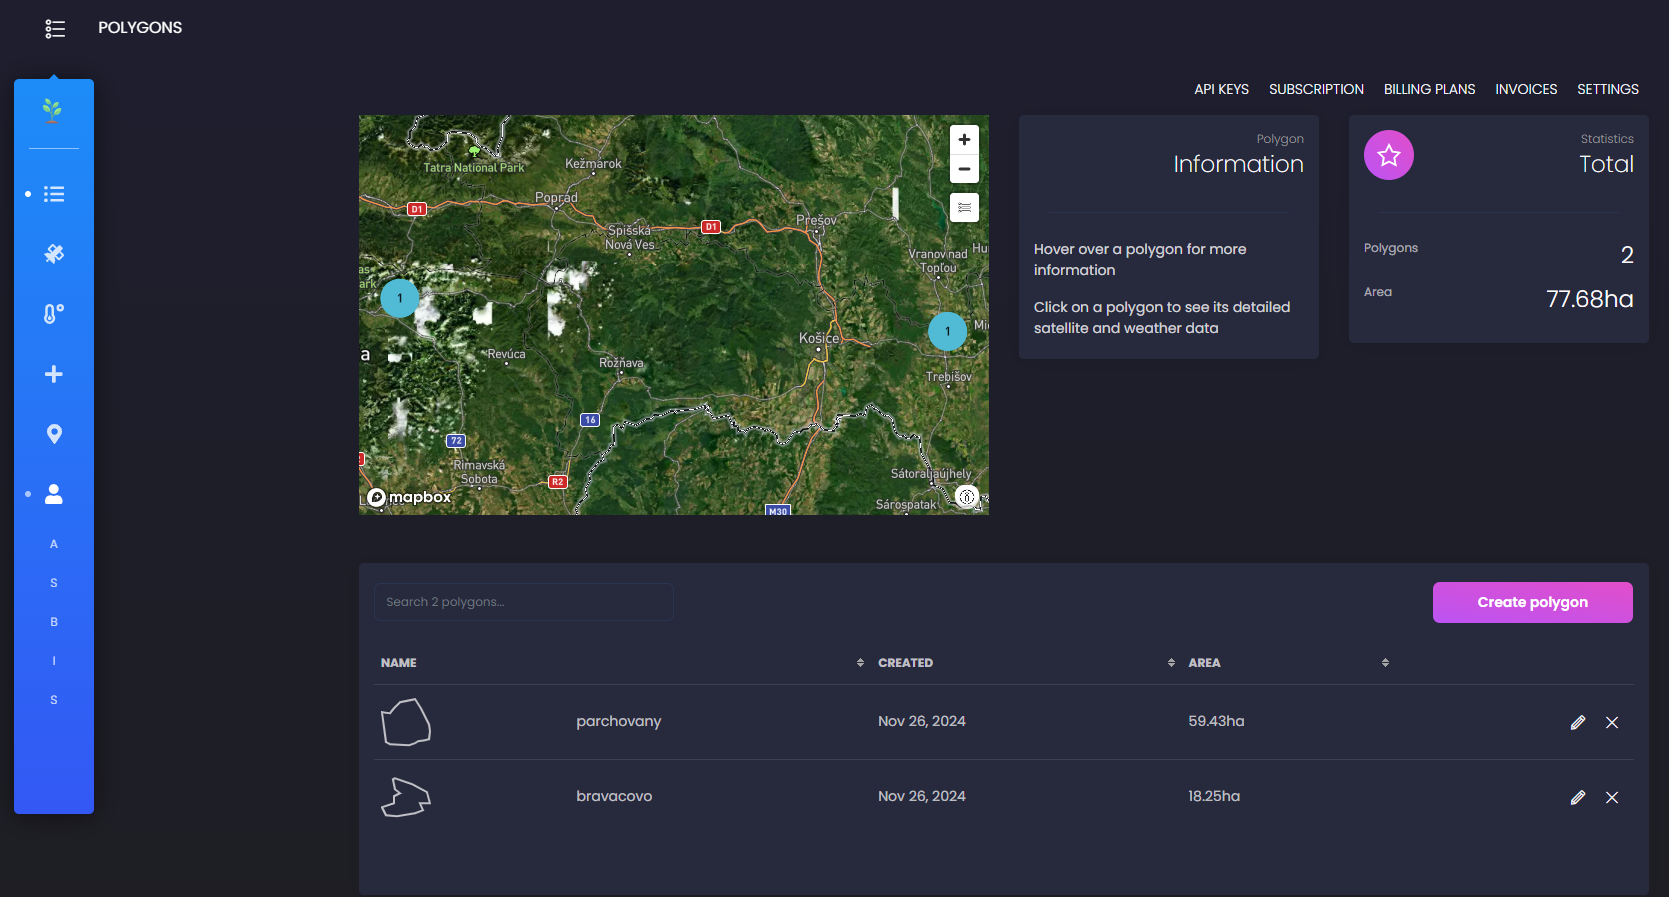 POLYGONS
API KEYS SUBSCRIPTION BILLING PLANS INVOICES SETTINGS
A
S
B
I
S
Tatra National Park
Kežmarok
Poprad
D1
Spišská
Nová Ves
D1
Prešov
Vranov nad
Topľou
Hu
as
ark
1
1
Mi
a
Revúca
Rožňava
Košice
Trebišov
16
72
Rimavská
Sobota
R2
Sátoraljaújhely
Sárospatak
M30
mapbox
+
−
Polygon
Information
Hover over a polygon for more
information
Click on a polygon to see its detailed
satellite and weather data
Statistics
Total
Polygons 2
Area 77.68ha
Search 2 polygons...
Create polygon
NAME CREATED AREA
parchovany Nov 26, 2024 59.43ha
bravacovo Nov 26, 2024 18.25ha